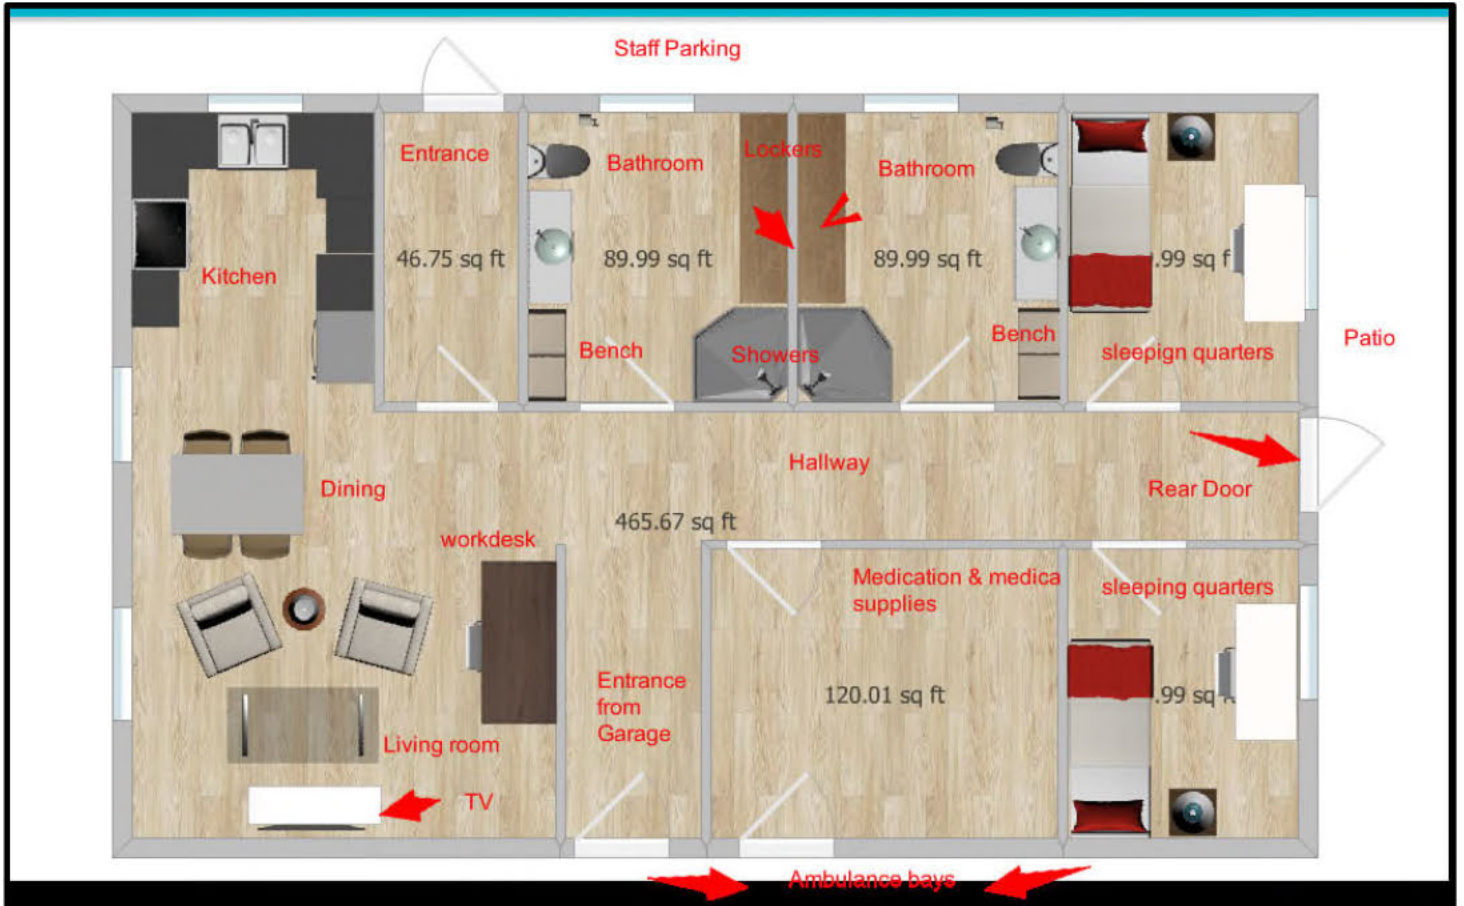 Staff Parking
Entrance
Bathroom
Lockers
Bathroom
46.75 sq ft
89.99 sq ft
89.99 sq ft
.99 sq f
Kitchen
Bench
Showers
Bench
sleepign quarters
Patio
Hallway
Dining
Rear Door
465.67 sq ft
workdesk
Medication & medica
supplies
sleeping quarters
Entrance
from
Garage
120.01 sq ft
.99 sq
Living room
TV
Ambulance bays